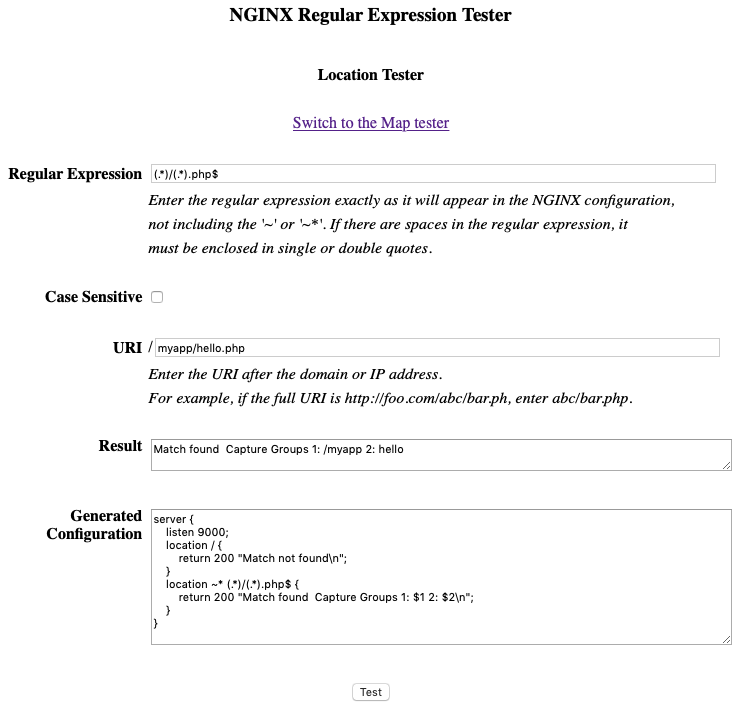 NGINX Regular Expression Tester
Location Tester
Switch to the Map tester
Regular Expression (.*)/(.*).php$
Enter the regular expression exactly as it will appear in the NGINX configuration,
not including the '~' or '~*'. If there are spaces in the regular expression, it
must be enclosed in single or double quotes.
Case Sensitive
URI / myapp/hello.php
Enter the URI after the domain or IP address.
For example, if the full URI is http://foo.com/abc/bar.ph, enter abc/bar.php.
Result Match found  Capture Groups 1: /myapp 2: hello
Generated
Configuration
server {
    listen 9000;
    location / {
        return 200 "Match not found\n";
    }
    location ~* (.*)/(.*).php$ {
        return 200 "Match found  Capture Groups 1: $1 2: $2\n";
    }
}
Test